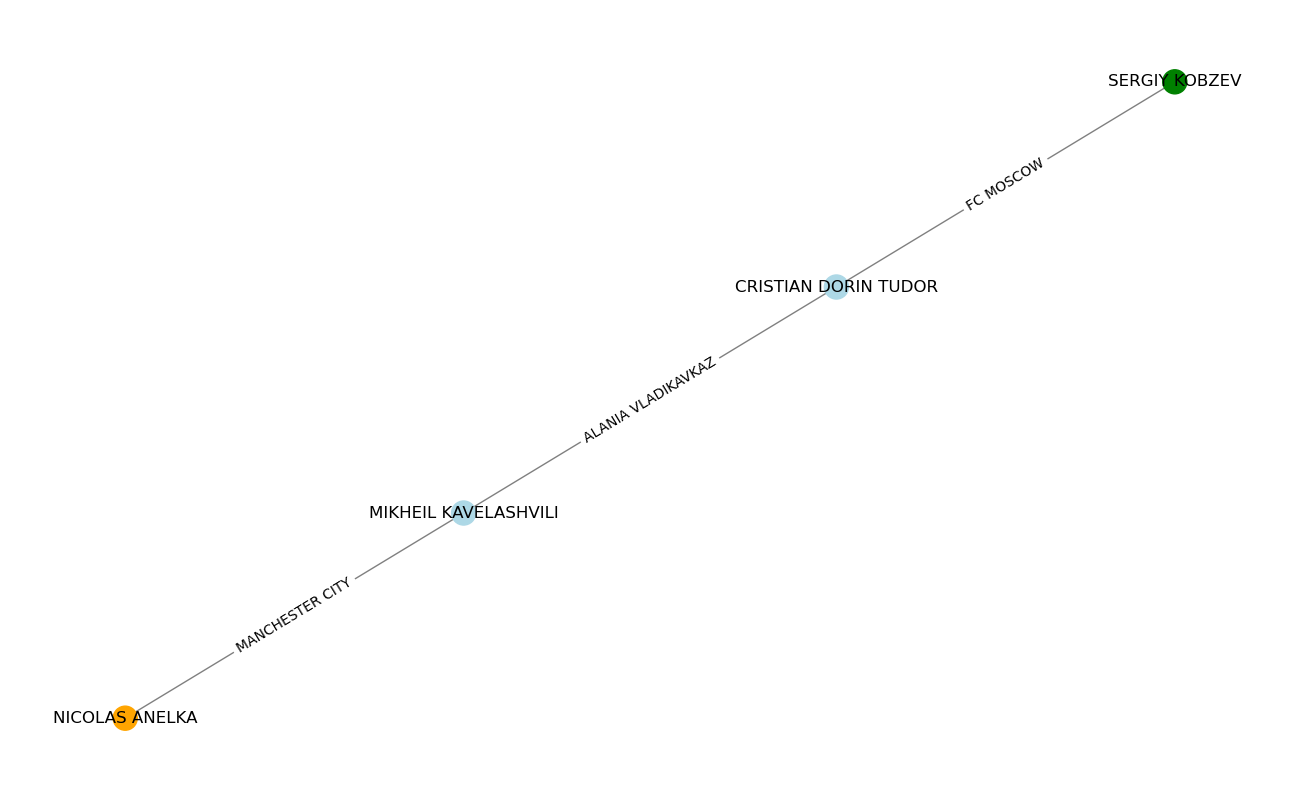 SERGIY KOBZEV
FC MOSCOW
CRISTIAN DORIN TUDOR
ALANIA VLADIKAVKAZ
MIKHEIL KAVELASHVILI
MANCHESTER CITY
NICOLAS ANELKA